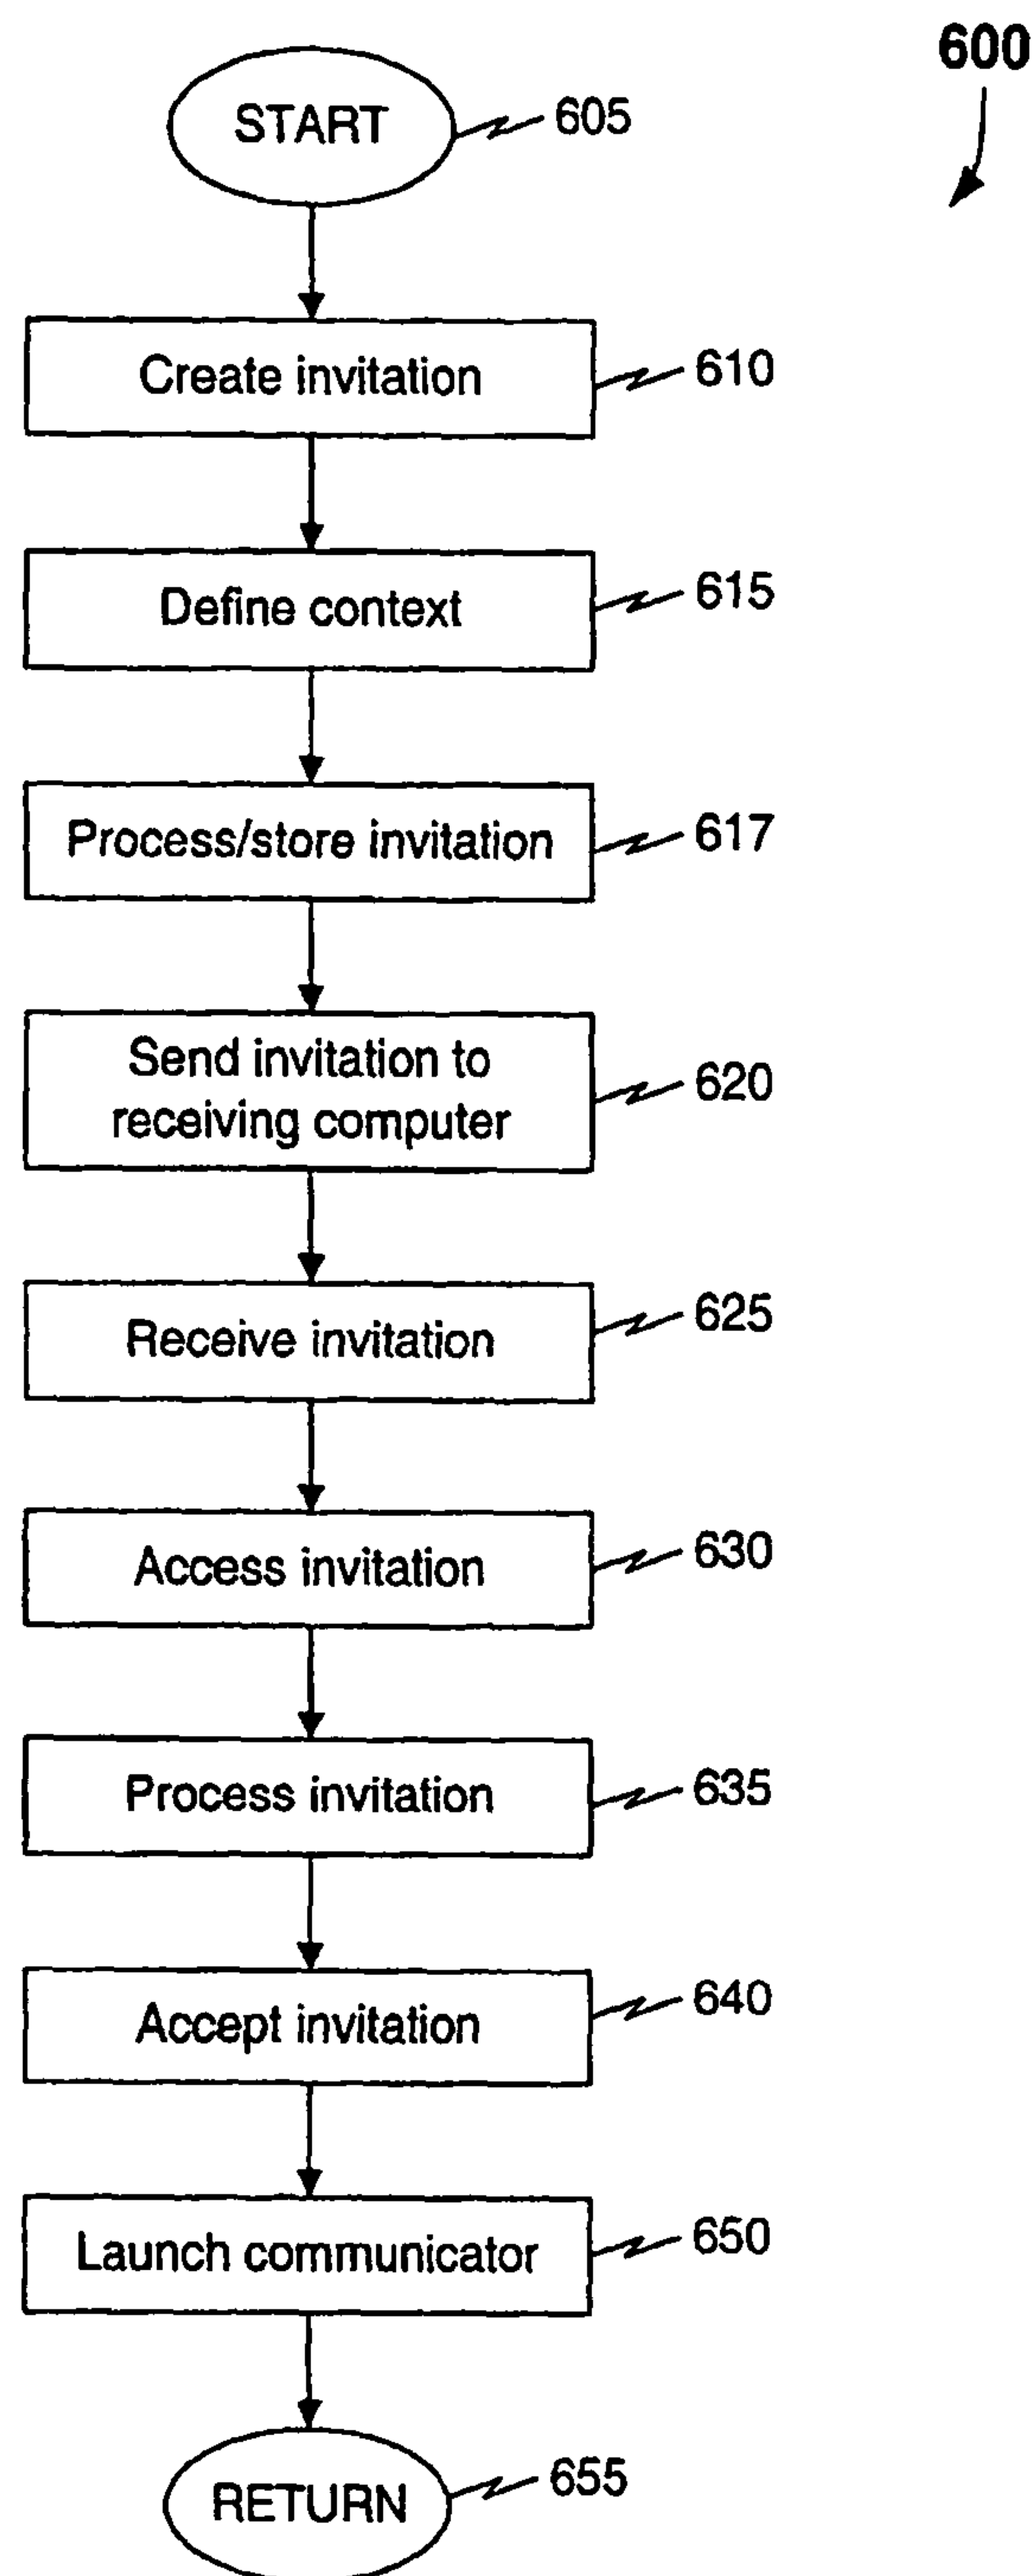 600
START
605
Create invitation
610
Define context
615
Process/store invitation
617
Send invitation to
receiving computer
620
Receive invitation
625
Access invitation
630
Process invitation
635
Accept invitation
640
Launch communicator
650
RETURN
655